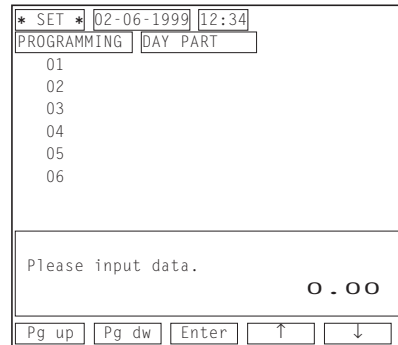 * SET * 02-06-1999 12:34
PROGRAMMING DAY PART
01
02
03
04
05
06
Please input data.
0.00
Pg up Pg dw Enter ↑ ↓